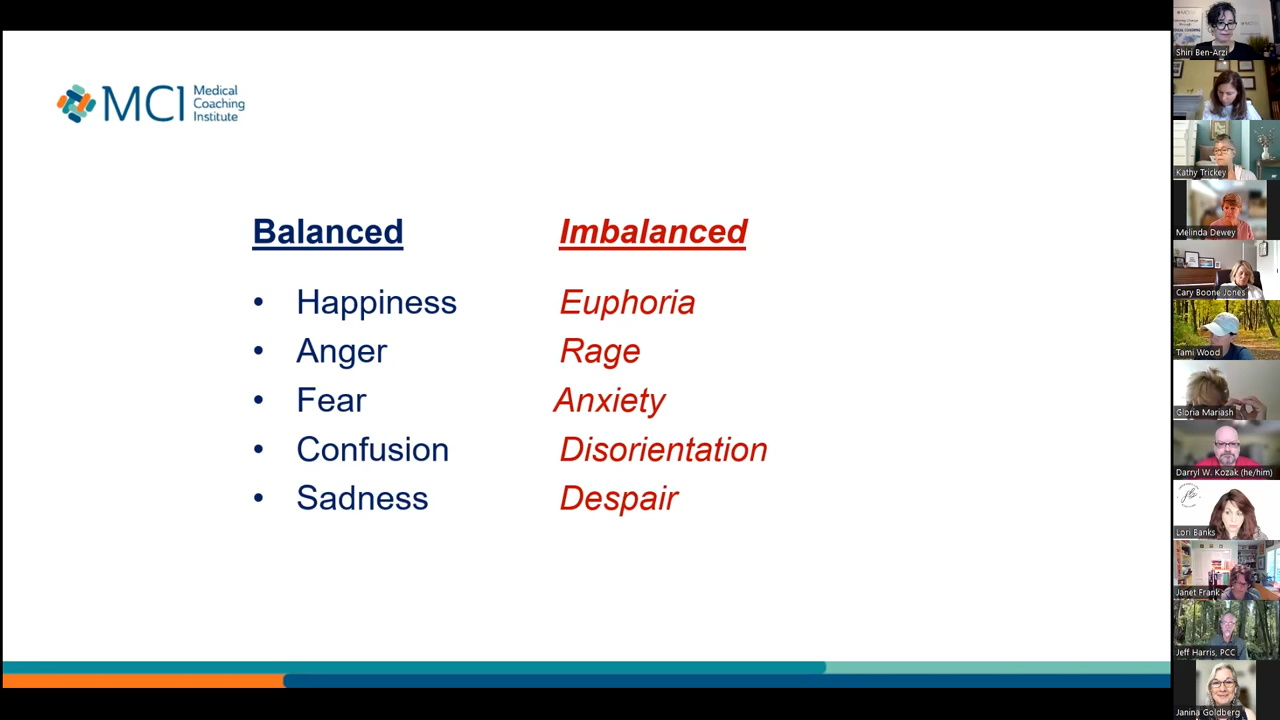 MCI Medical
Coaching
Institute
Balanced Imbalanced
• Happiness Euphoria
• Anger Rage
• Fear Anxiety
• Confusion Disorientation
• Sadness Despair
Shiri Ben-Arzi
Kathy Trickey
Melinda Dewey
Cary Boone Jones
Tami Wood
Gloria Mariash
Darryl W. Kozak (he/him)
Lori Banks
Janet Frank
Jeff Harris, PCC
Janina Goldberg